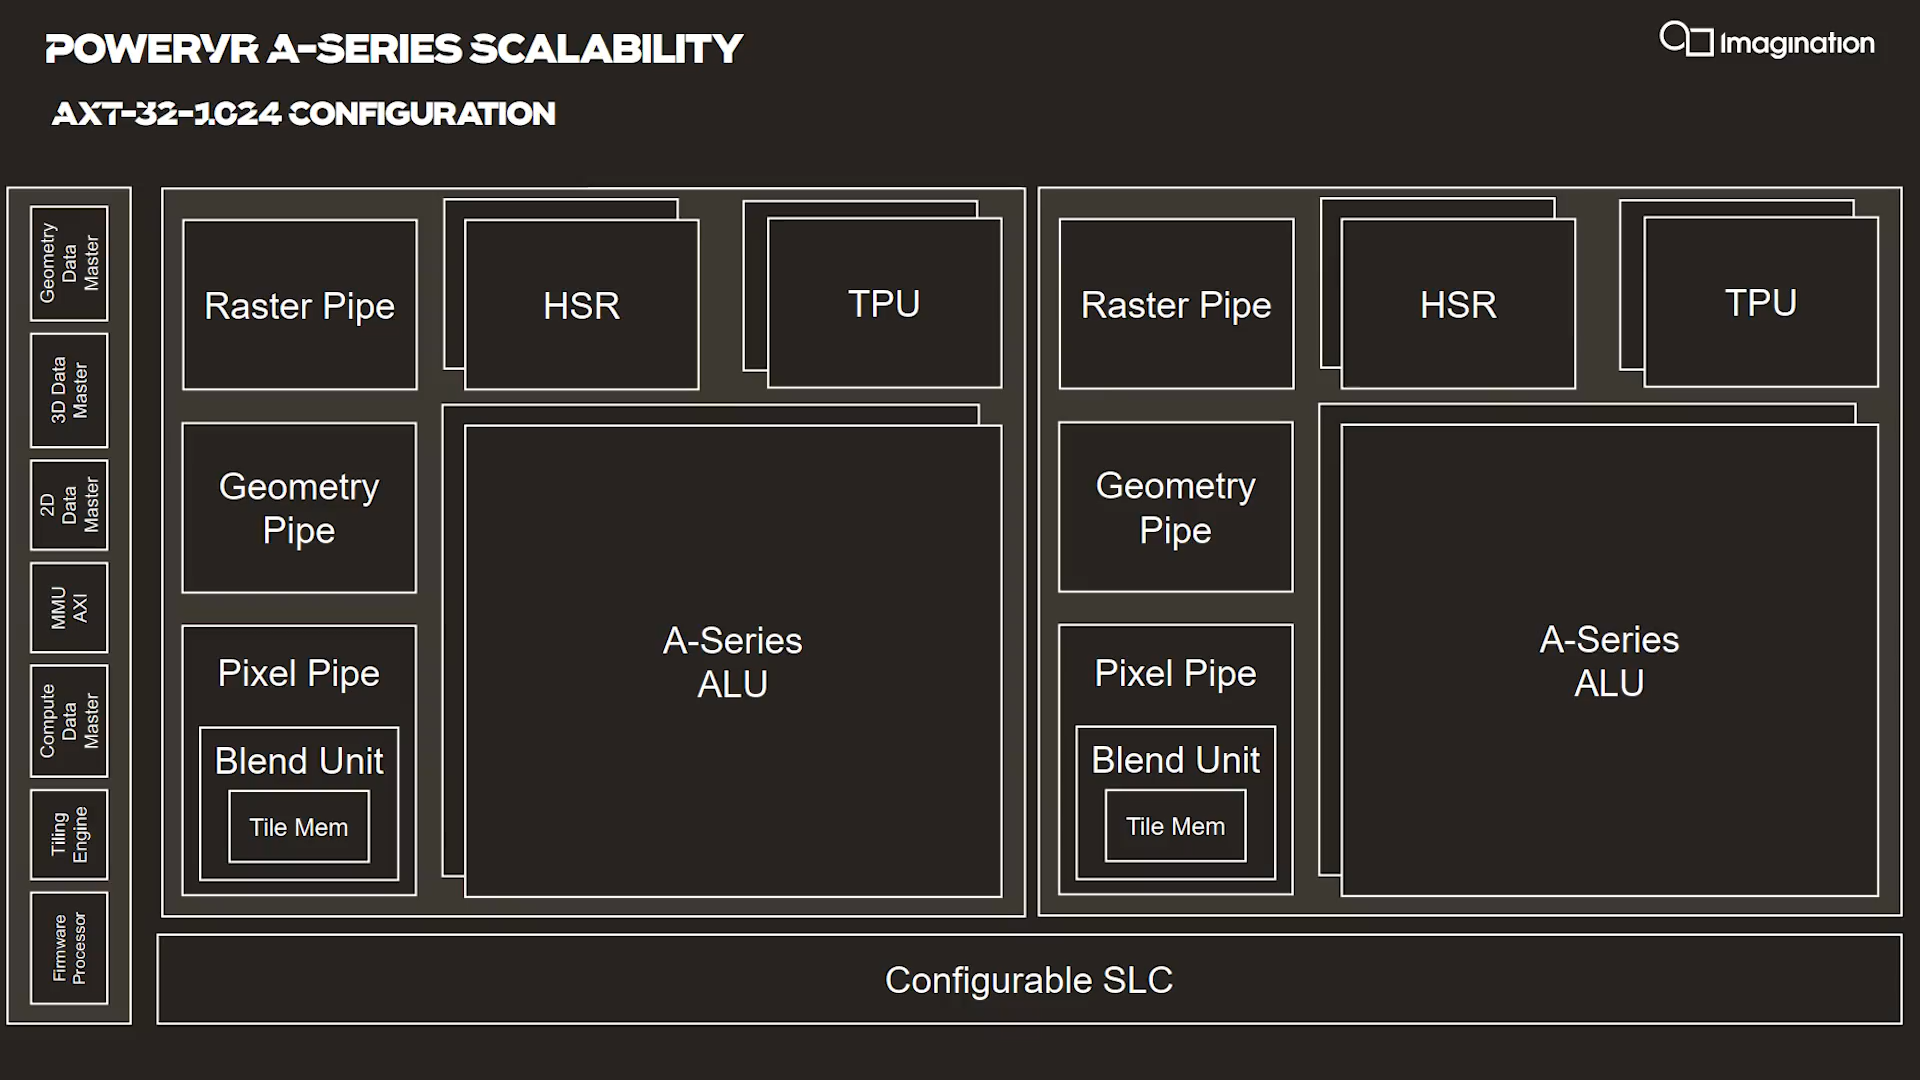 POWERVR A-SERIES SCALABILITY
Imagination
AXT-32-1024 CONFIGURATION
Geometry
Data
Master
3D Data
Master
2D
Data
Master
MMU
AXI
Compute
Data
Master
Tiling
Engine
Firmware
Processor
Raster Pipe
HSR
TPU
Geometry
Pipe
A-Series
ALU
Pixel Pipe
Blend Unit
Tile Mem
Raster Pipe
HSR
TPU
Geometry
Pipe
A-Series
ALU
Pixel Pipe
Blend Unit
Tile Mem
Configurable SLC